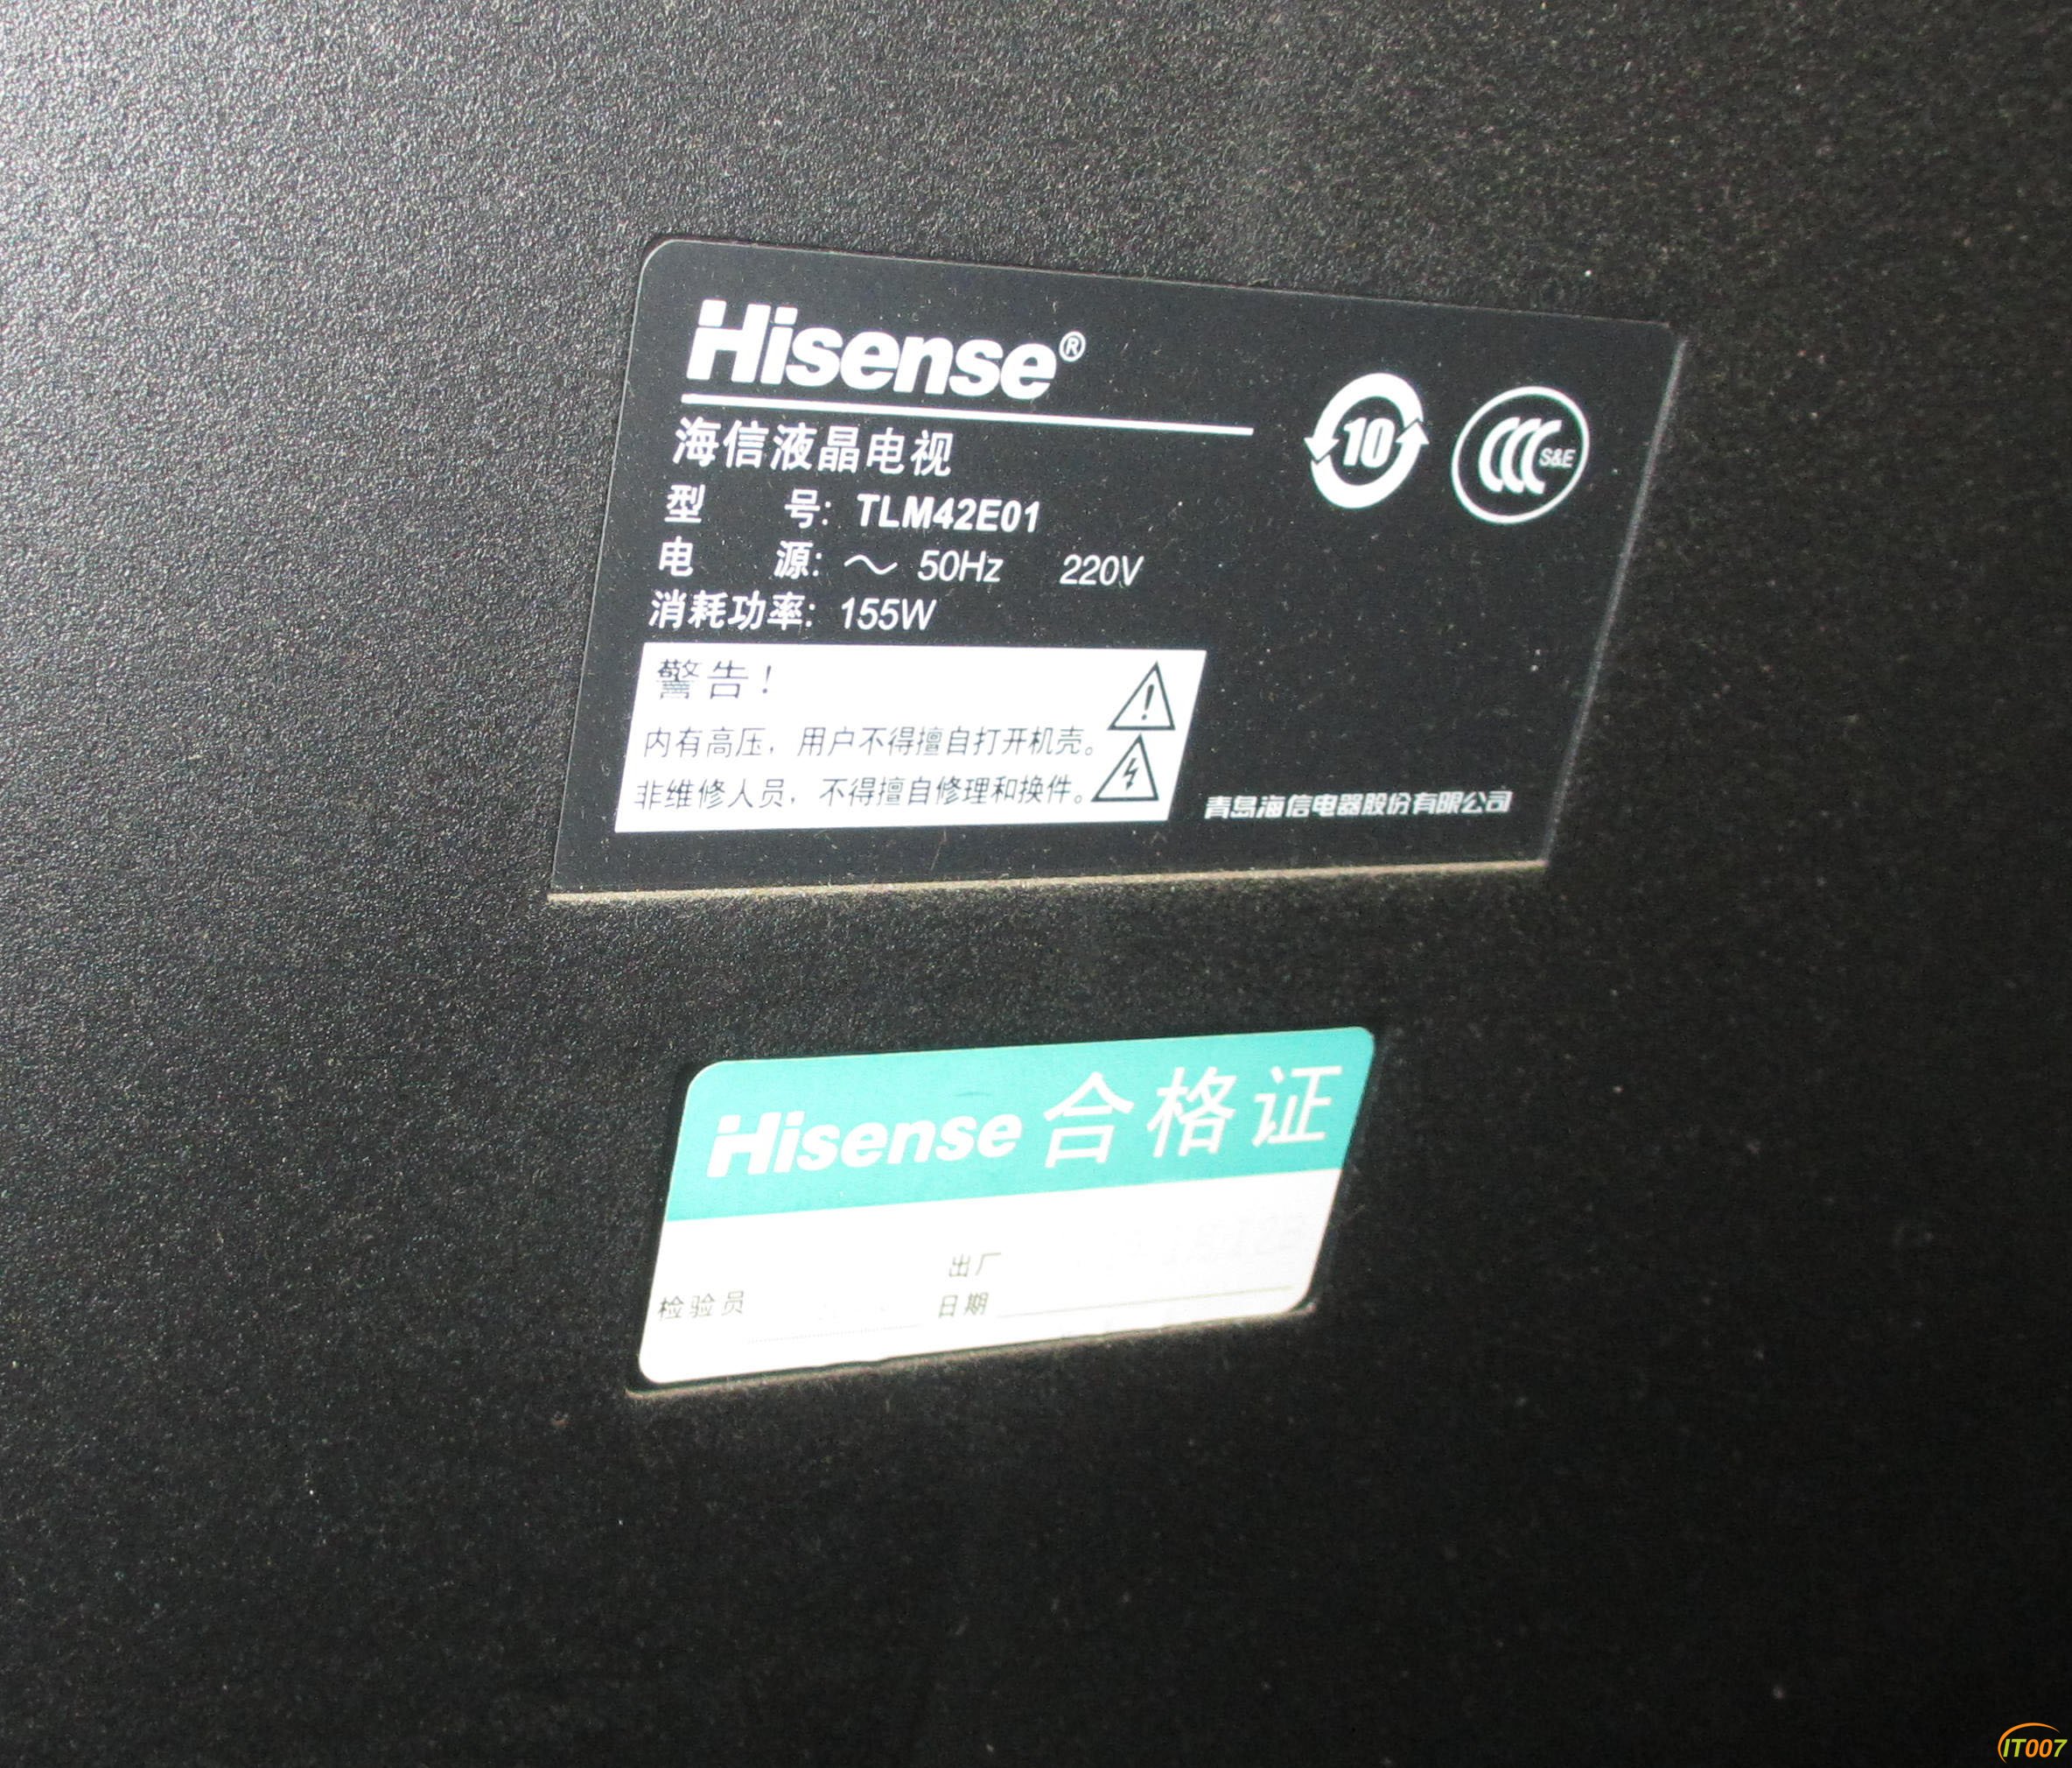 Hisense®
海信液晶电视
型 号: TLM42E01
电 源: ～ 50Hz 220V
消耗功率: 155W
10
CCC S&E
警告!
内有高压，用户不得擅自打开机壳。
非维修人员，不得擅自修理和换件。
青岛海信电器股份有限公司
Hisense 合格证
检验员
出厂
日期
IT007